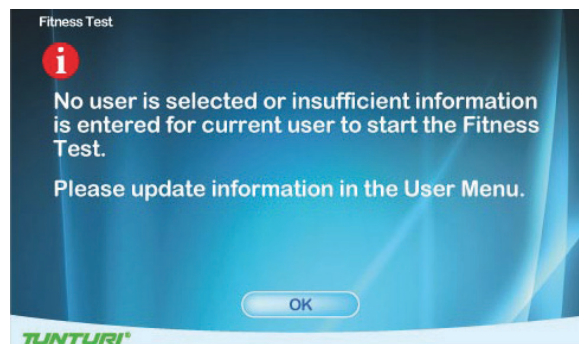 Fitness Test
i
No user is selected or insufficient information
is entered for current user to start the Fitness
Test.
Please update information in the User Menu.
OK
TUNTURI®